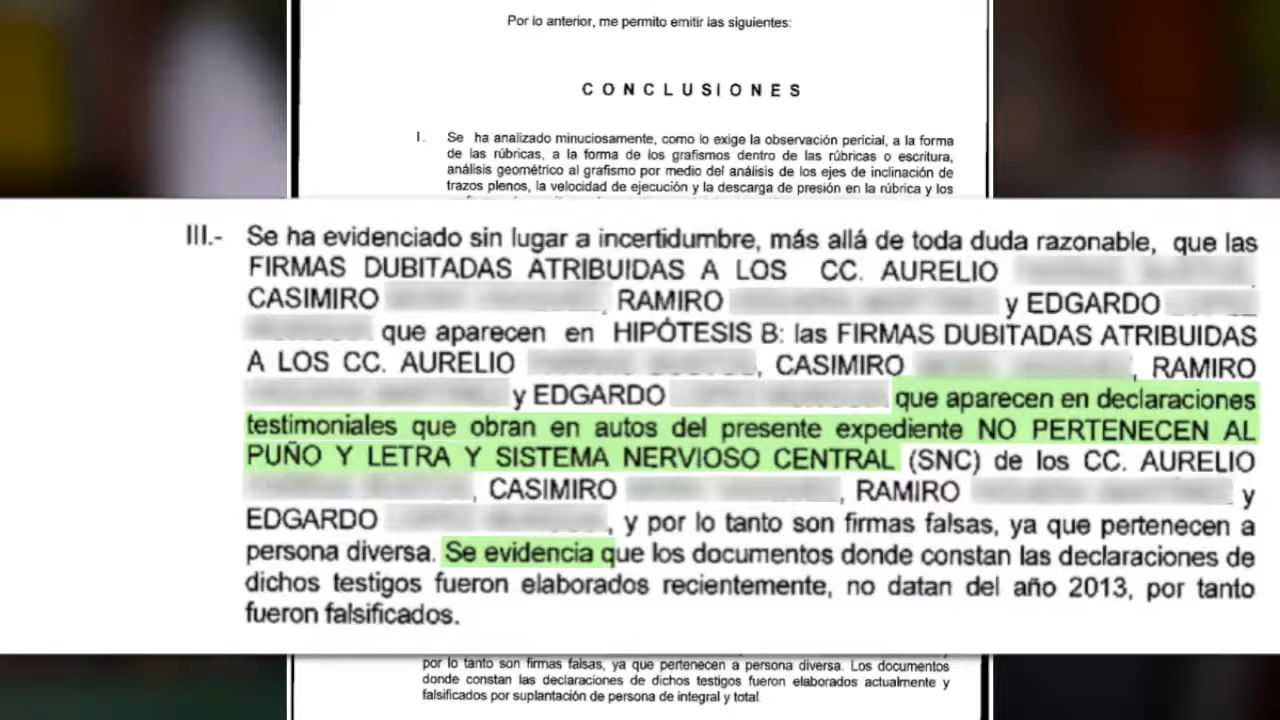 Por lo anterior, me permito emitir las siguientes:
CONCLUSIONES
I. Se ha analizado minuciosamente, como lo exige la observación pericial, a la forma
de las rúbricas, a la forma de los grafismos dentro de las rúbricas o escritura,
análisis geométrico al grafismo por medio del análisis de los ejes de inclinación de
trazos plenos, la velocidad de ejecución y la descarga de presión en la rúbrica y los
III.- Se ha evidenciado sin lugar a incertidumbre, más allá de toda duda razonable, que las
FIRMAS DUBITADAS ATRIBUIDAS A LOS CC. AURELIO
CASIMIRO , RAMIRO y EDGARDO
que aparecen en HIPÓTESIS B: las FIRMAS DUBITADAS ATRIBUIDAS
A LOS CC. AURELIO , CASIMIRO , RAMIRO
y EDGARDO que aparecen en declaraciones
testimoniales que obran en autos del presente expediente NO PERTENECEN AL
PUÑO Y LETRA Y SISTEMA NERVIOSO CENTRAL (SNC) de los CC. AURELIO
, CASIMIRO , RAMIRO y
EDGARDO , y por lo tanto son firmas falsas, ya que pertenecen a
persona diversa. Se evidencia que los documentos donde constan las declaraciones de
dichos testigos fueron elaborados recientemente, no datan del año 2013, por tanto
fueron falsificados.
por lo tanto son firmas falsas, ya que pertenecen a persona diversa. Los documentos
donde constan las declaraciones de dichos testigos fueron elaborados actualmente y
falsificados por suplantación de persona de integral y total